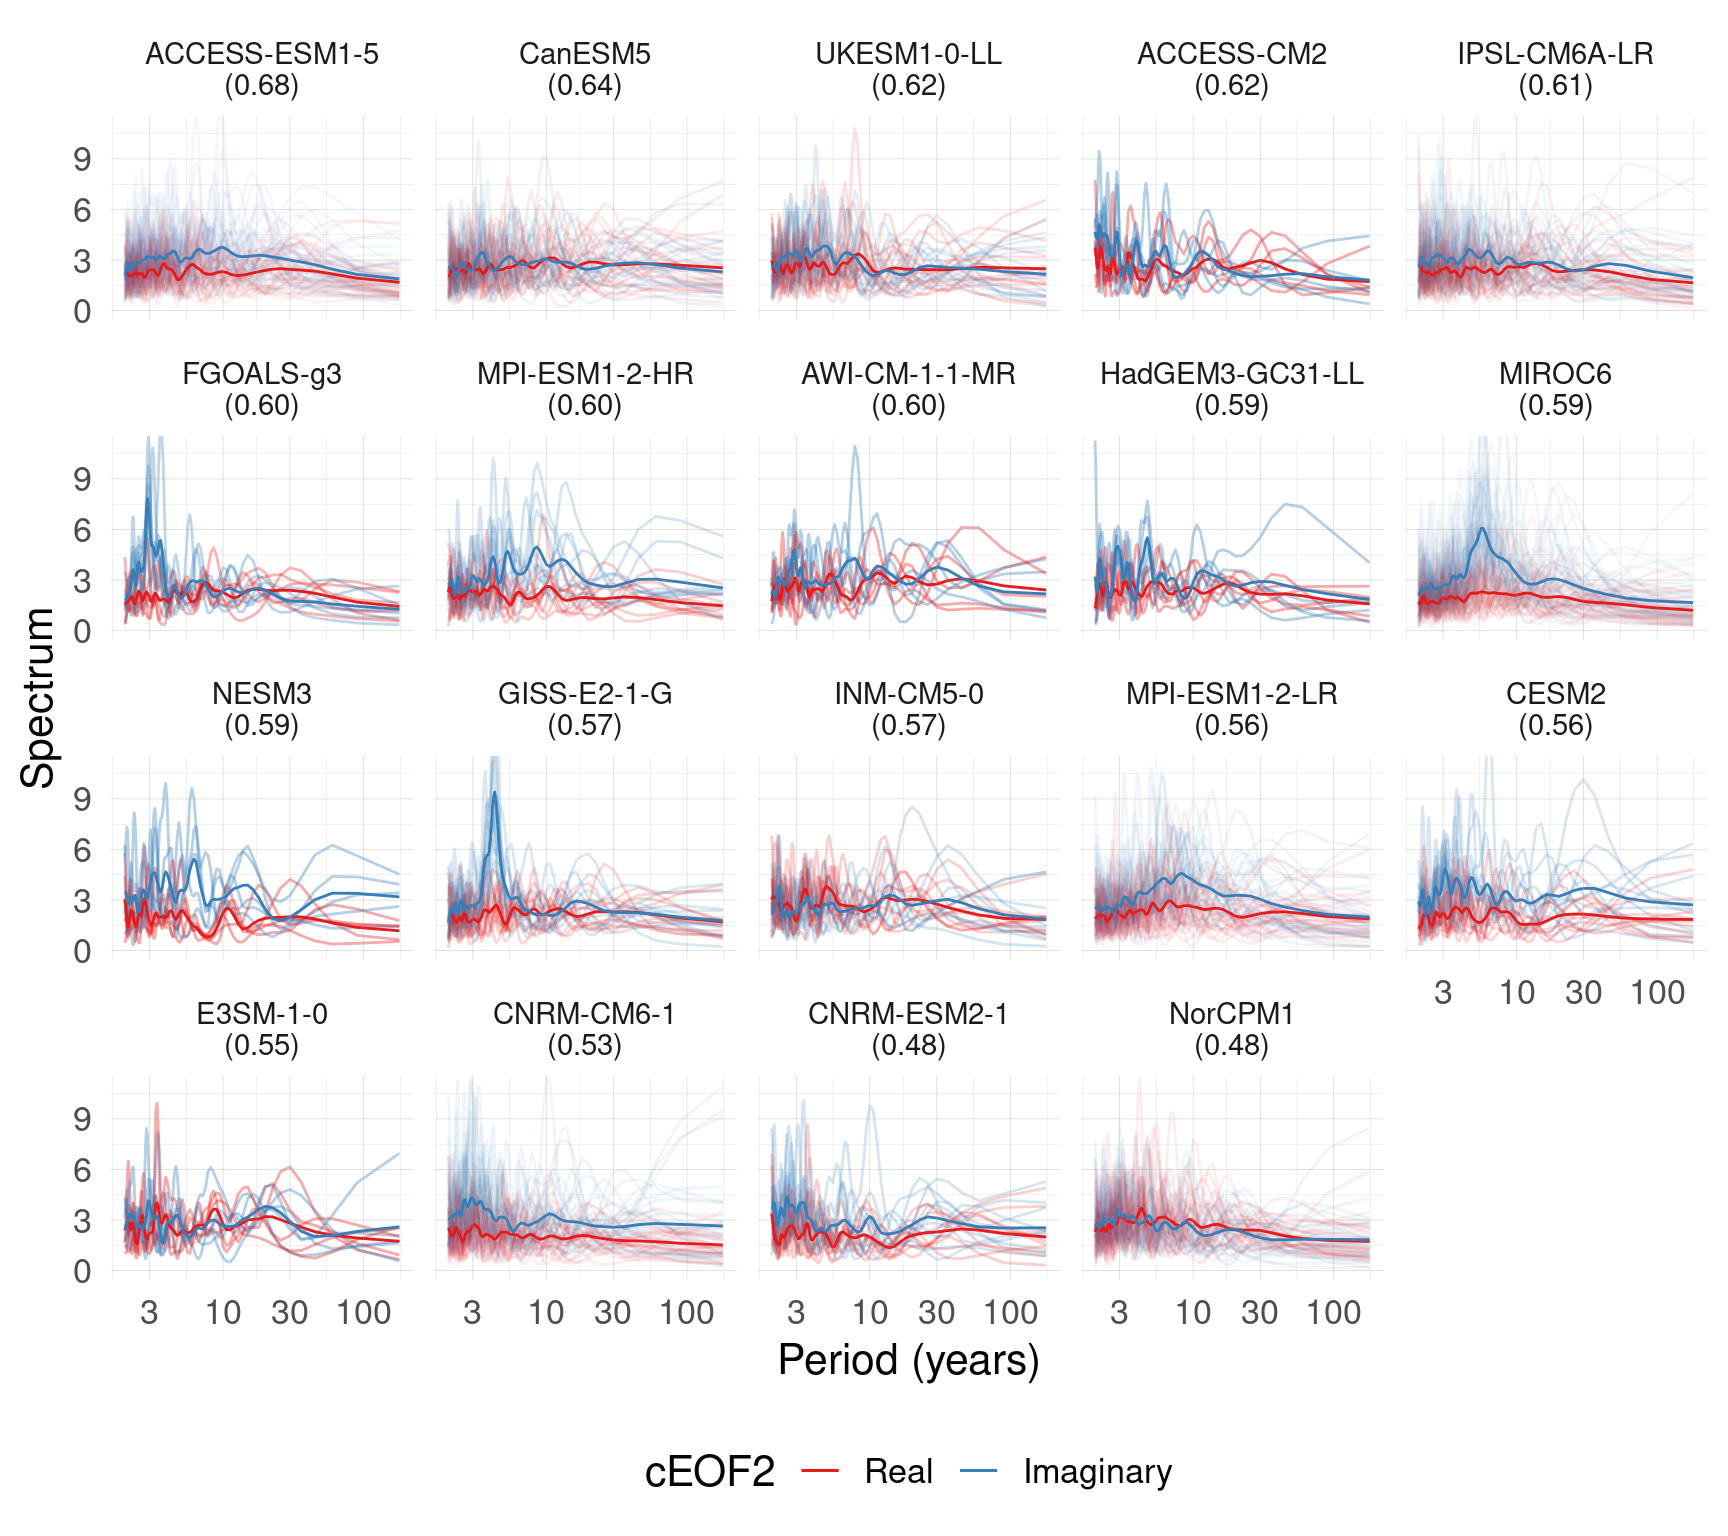 ACCESS-ESM1-5
(0.68)
CanESM5
(0.64)
UKESM1-0-LL
(0.62)
ACCESS-CM2
(0.62)
IPSL-CM6A-LR
(0.61)
9
6
3
0
FGOALS-g3
(0.60)
MPI-ESM1-2-HR
(0.60)
AWI-CM-1-1-MR
(0.60)
HadGEM3-GC31-LL
(0.59)
MIROC6
(0.59)
9
6
3
0
Spectrum
NESM3
(0.59)
GISS-E2-1-G
(0.57)
INM-CM5-0
(0.57)
MPI-ESM1-2-LR
(0.56)
CESM2
(0.56)
9
6
3
0
3 10 30 100
E3SM-1-0
(0.55)
CNRM-CM6-1
(0.53)
CNRM-ESM2-1
(0.48)
NorCPM1
(0.48)
9
6
3
0
3 10 30 100
3 10 30 100
3 10 30 100
3 10 30 100
Period (years)
cEOF2 Real Imaginary